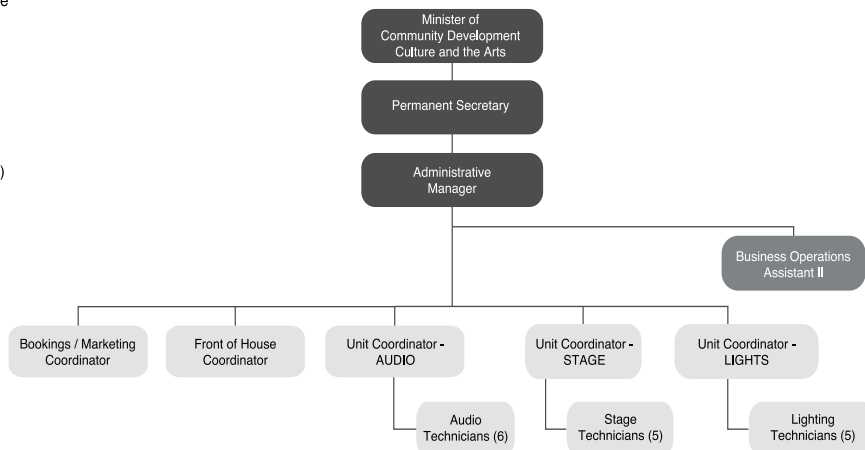 e
Minister of
Community Development
Culture and the Arts
Permanent Secretary
)
Administrative
Manager
Business Operations
Assistant II
Bookings / Marketing
Coordinator
Front of House
Coordinator
Unit Coordinator -
AUDIO
Unit Coordinator -
STAGE
Unit Coordinator -
LIGHTS
Audio
Technicians (6)
Stage
Technicians (5)
Lighting
Technicians (5)